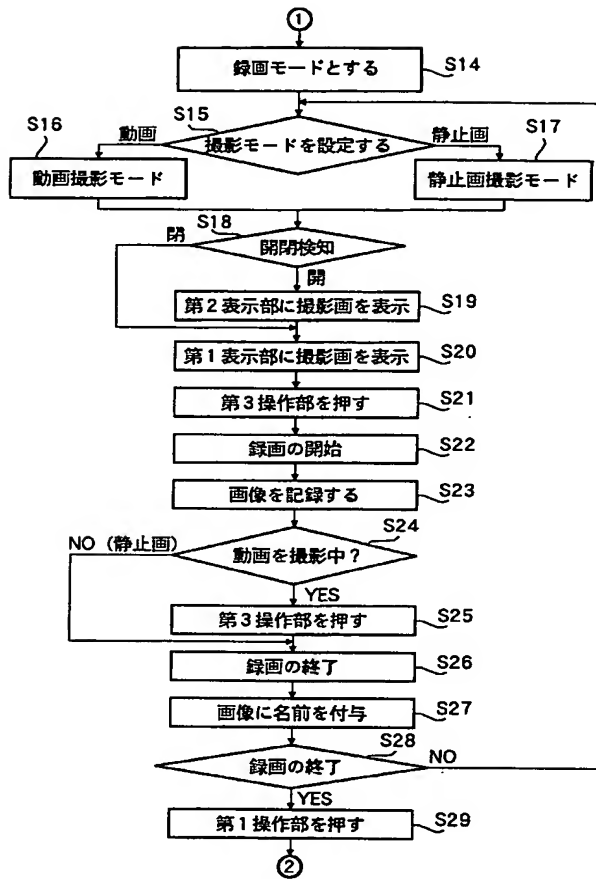 ①
録画モードとする
S14
S15
撮影モードを設定する
動画
静止画
S16
動画撮影モード
S17
静止画撮影モード
S18
開閉検知
閉
開
第2表示部に撮影画を表示
S19
第1表示部に撮影画を表示
S20
第3操作部を押す
S21
録画の開始
S22
画像を記録する
S23
S24
動画を撮影中?
NO (静止画)
YES
第3操作部を押す
S25
録画の終了
S26
画像に名前を付与
S27
S28
録画の終了
NO
YES
第1操作部を押す
S29
②